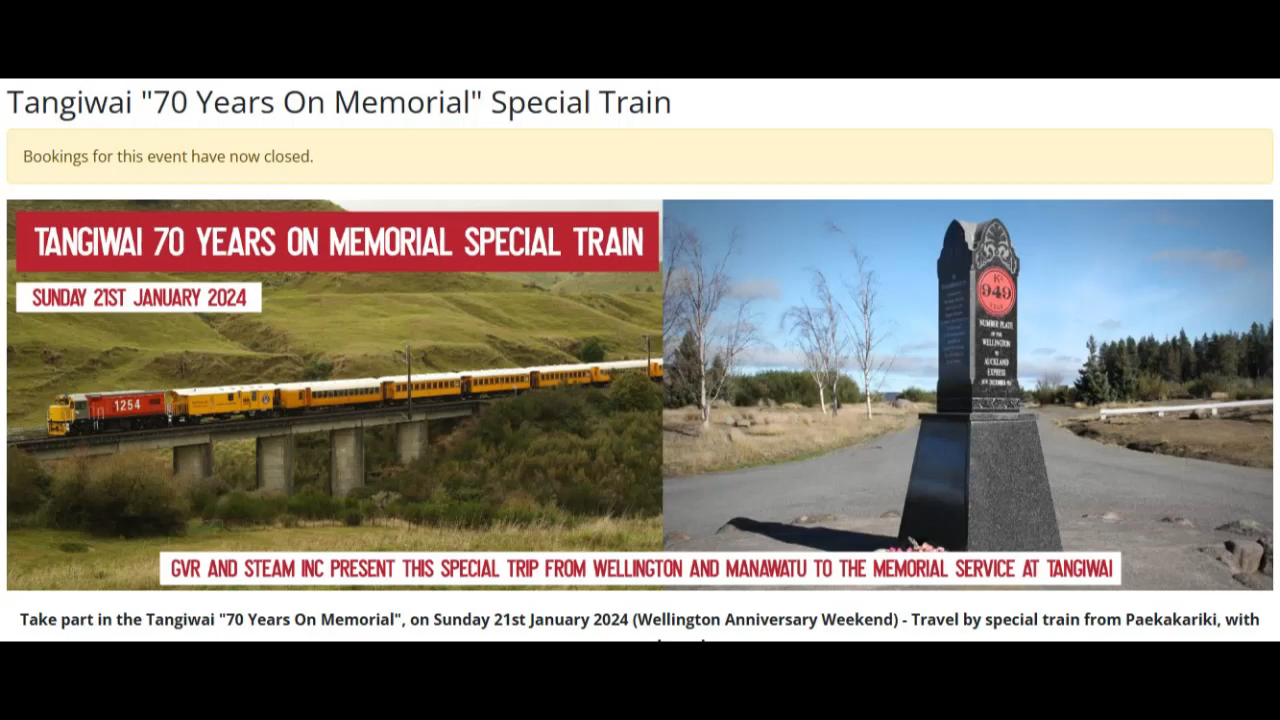 Tangiwai "70 Years On Memorial" Special Train
Bookings for this event have now closed.
TANGIWAI 70 YEARS ON MEMORIAL SPECIAL TRAIN
SUNDAY 21ST JANUARY 2024
1254
949
NUMBER PLATE
OF THE
WELLINGTON
TO
AUCKLAND
EXPRESS
GVR AND STEAM INC PRESENT THIS SPECIAL TRIP FROM WELLINGTON AND MANAWATU TO THE MEMORIAL SERVICE AT TANGIWAI
Take part in the Tangiwai "70 Years On Memorial", on Sunday 21st January 2024 (Wellington Anniversary Weekend) - Travel by special train from Paekakariki, with